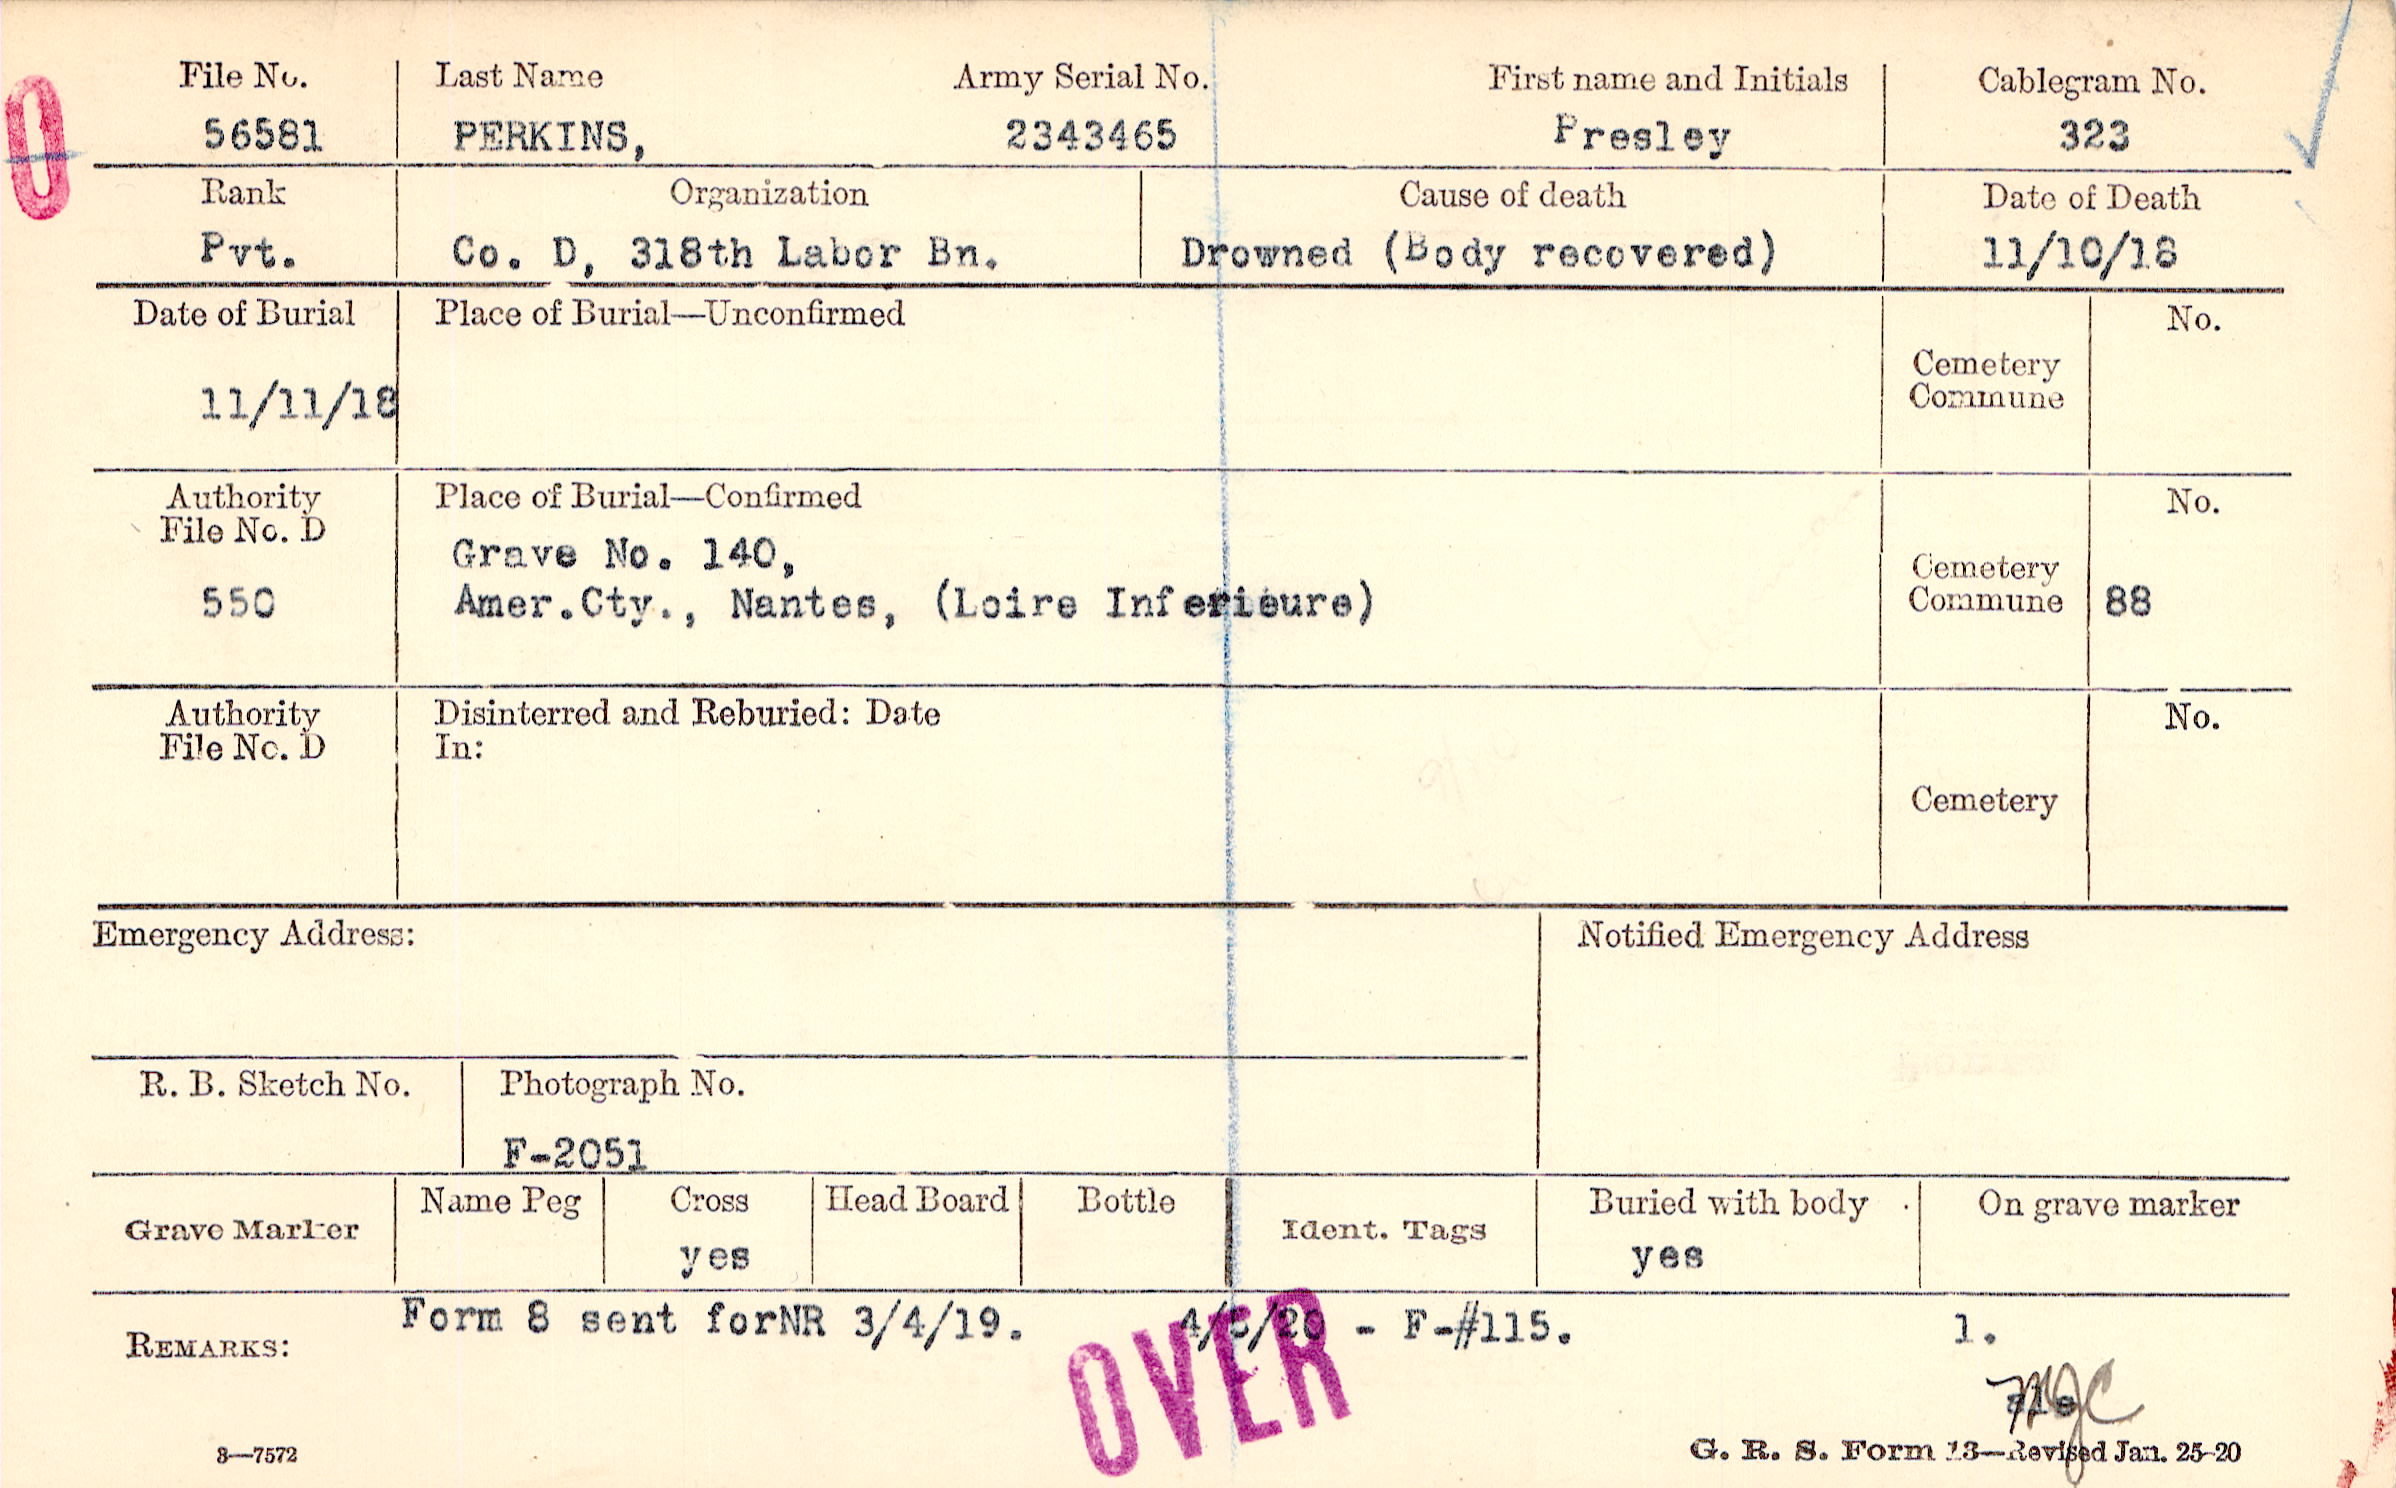 File No. Last Name Army Serial No. First name and Initials Cablegram No.
56581 PERKINS, 2343465 Presley 323
Rank Organization Cause of death Date of Death
Pvt. Co. D, 318th Labor Bn. Drowned (Body recovered) 11/10/18
Date of Burial Place of Burial—Unconfirmed No.
Cemetery
Commune
11/11/18
Authority Place of Burial—Confirmed No.
File No. D
Grave No. 140,
Cemetery
550 Amer.Cty., Nantes, (Loire Inferieure) Commune 88
Authority Disinterred and Reburied: Date No.
File No. D In:
Cemetery
Emergency Address: Notified Emergency Address
R. B. Sketch No. Photograph No.
F-2051
Grave Marker Name Peg Cross Head Board Bottle Ident. Tags Buried with body On grave marker
yes yes
Form 8 sent forNR 3/4/19. - F-#115. 1.
REMARKS:
OVER
3—7572 G. R. S. Form 13—Revised Jan. 25-20